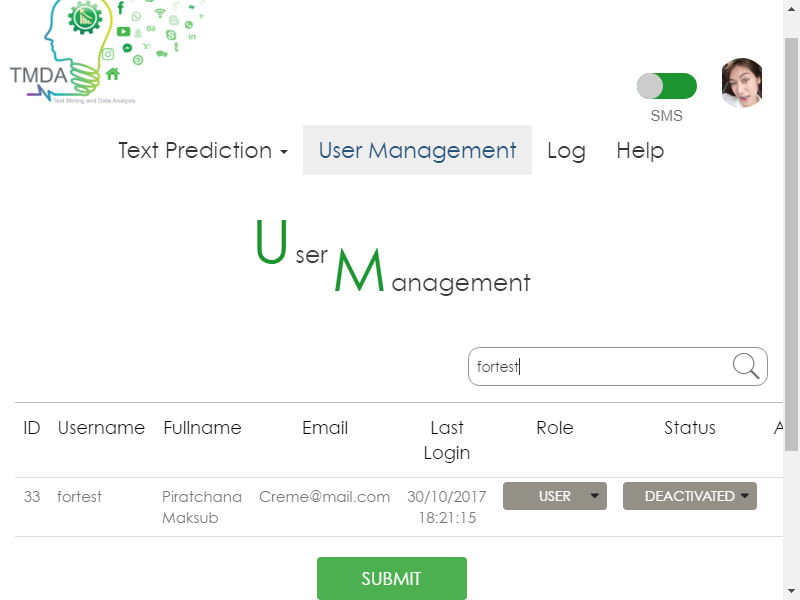 TMDA
Text Mining and Data Analysis
SMS
Text Prediction User Management Log Help
User Management
fortest
ID Username Fullname Email Last Login Role Status A
33 fortest Piratchana Maksub Creme@mail.com 30/10/2017 18:21:15 USER DEACTIVATED
SUBMIT